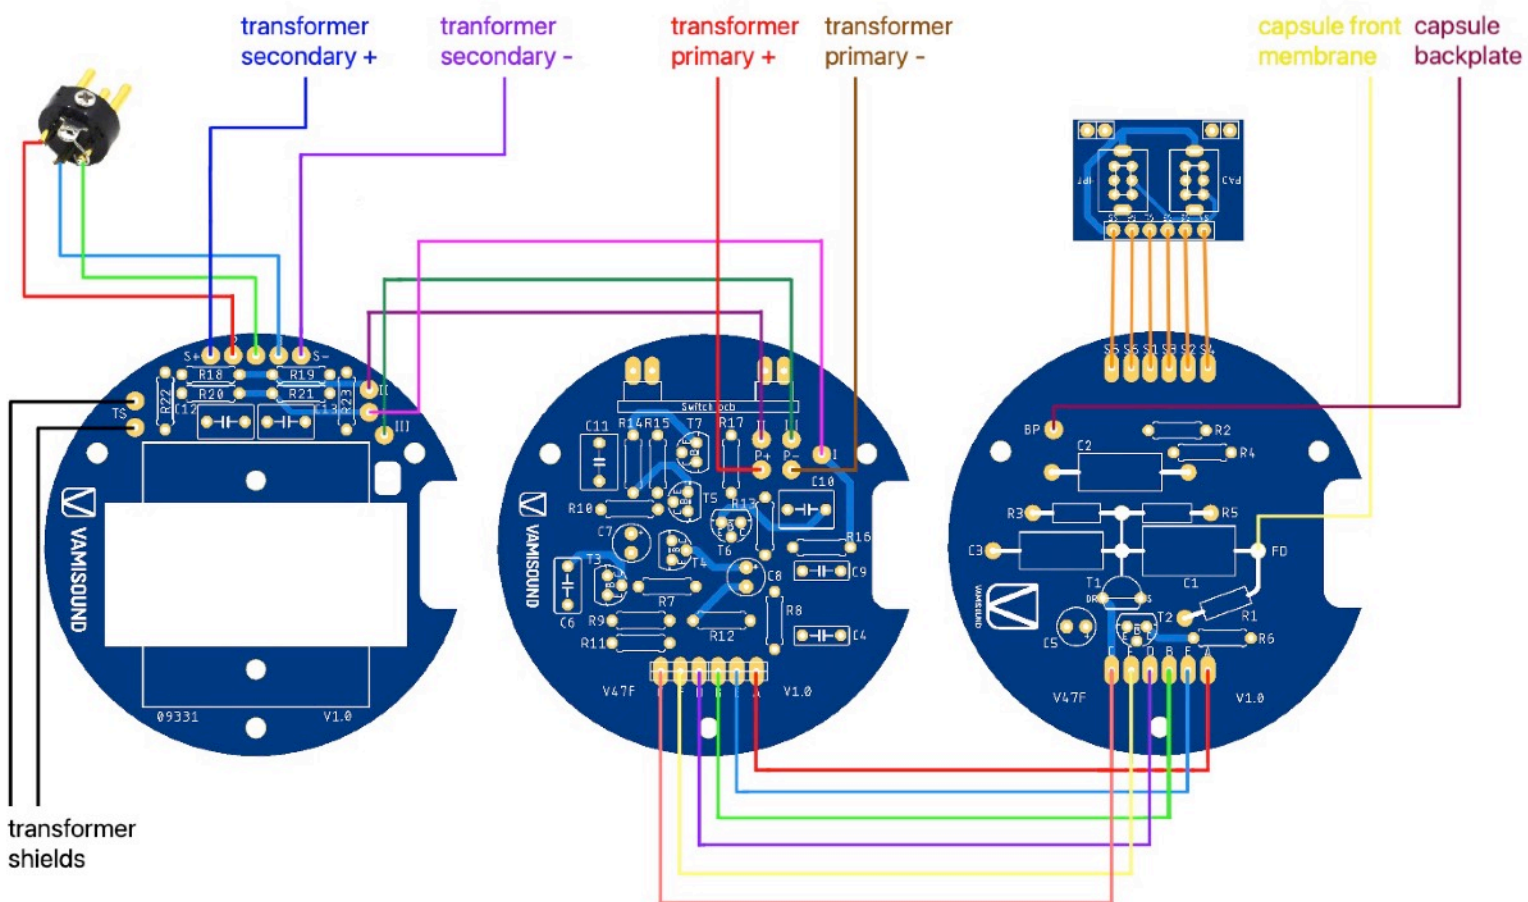 transformer
secondary +
tranformer
secondary -
transformer
primary +
transformer
primary -
capsule front
membrane
capsule
backplate
S+
S-
R18
R19
R20
R21
R22
R23
C12
C13
TS
II
III
VAMISOUND
09331
V1.0
Switch pcb
C11
R14
R15
T7
R17
II
P+
P-
I
R10
T5
R13
C10
C7
T6
R16
T3
T4
C9
C8
R7
C6
R8
R9
R12
R11
C4
VAMISOUND
V47F
V1.0
PAD
S5
S6
S1
S3
S2
S4
BP
R2
C2
R4
R3
R5
C3
C1
FD
T1
T2
R1
C5
R6
VAMISOUND
C F D B E A
V47F
V1.0
transformer
shields